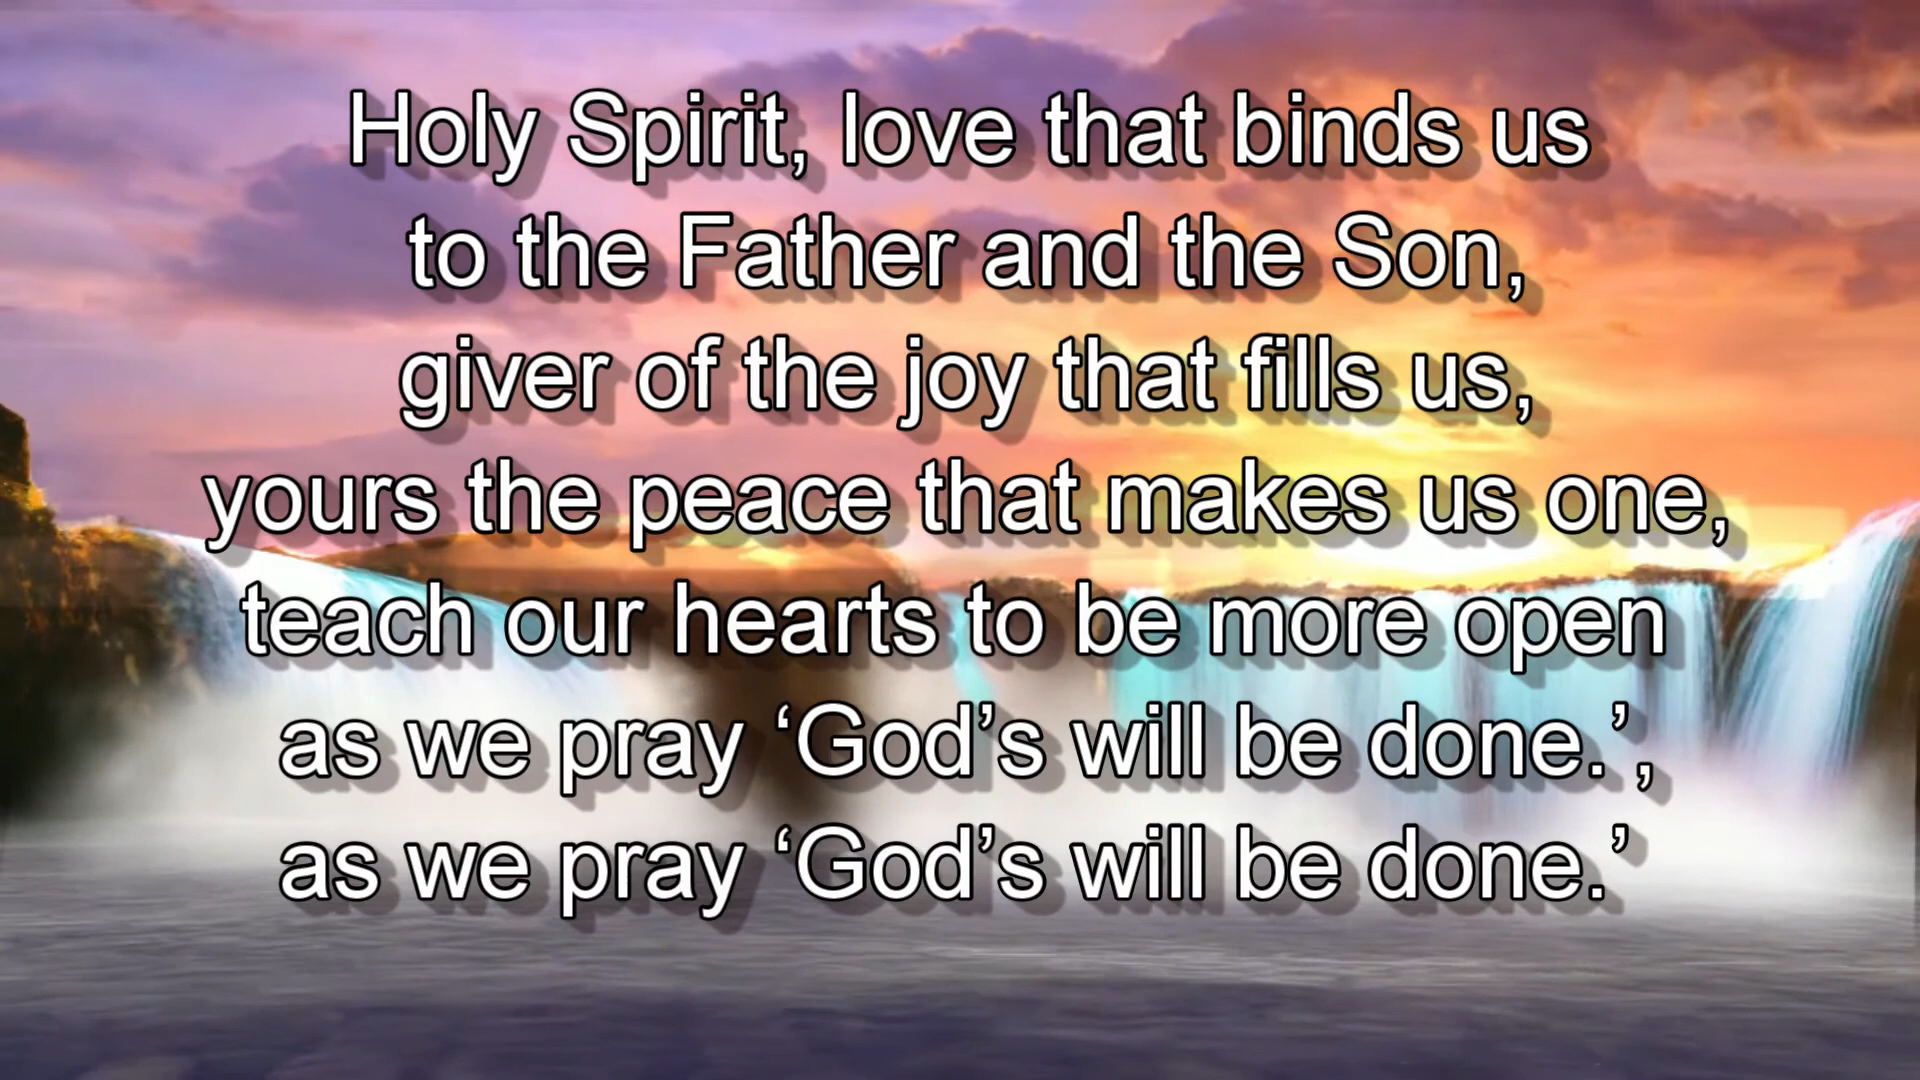 Holy Spirit, love that binds us
to the Father and the Son,
giver of the joy that fills us,
yours the peace that makes us one,
teach our hearts to be more open
as we pray ‘God’s will be done.’,
as we pray ‘God’s will be done.’